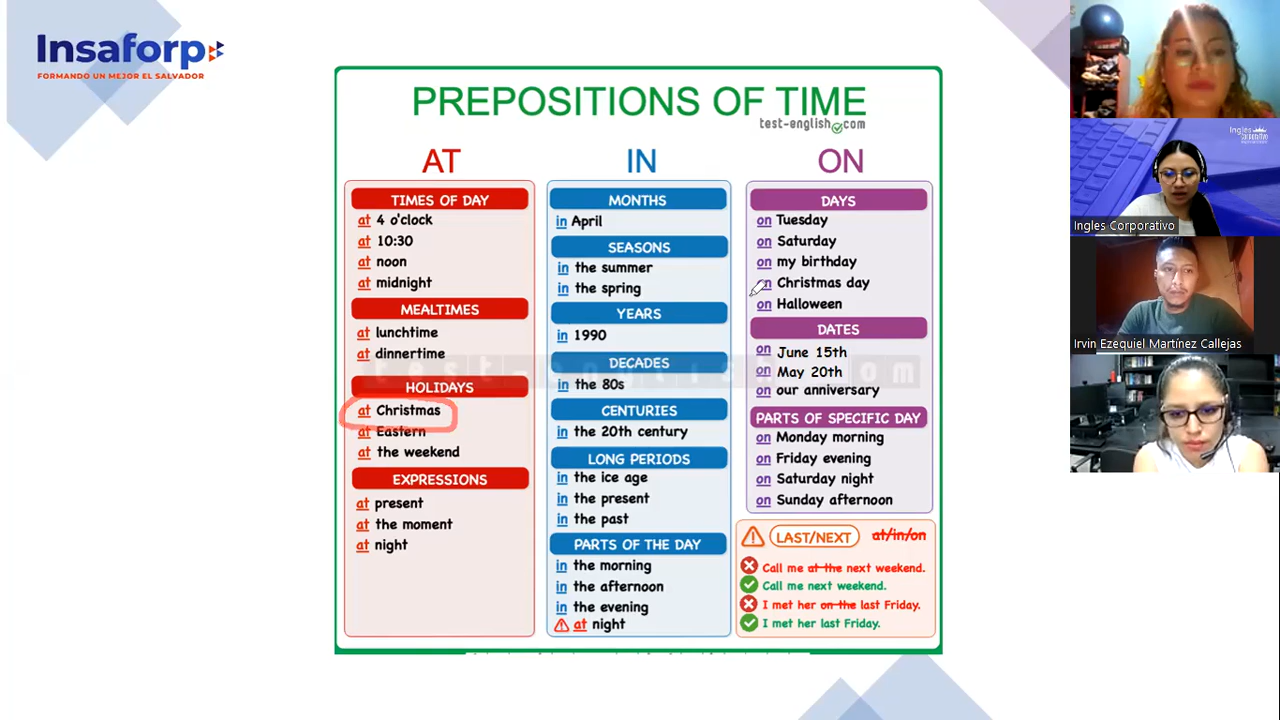 Insaforp
FORMANDO UN MEJOR EL SALVADOR
PREPOSITIONS OF TIME
test-english.com
AT
TIMES OF DAY
at 4 o'clock
at 10:30
at noon
at midnight
MEALTIMES
at lunchtime
at dinnertime
HOLIDAYS
at Christmas
at Eastern
at the weekend
EXPRESSIONS
at present
at the moment
at night
IN
MONTHS
in April
SEASONS
in the summer
in the spring
YEARS
in 1990
DECADES
in the 80s
CENTURIES
in the 20th century
LONG PERIODS
in the ice age
in the present
in the past
PARTS OF THE DAY
in the morning
in the afternoon
in the evening
at night
ON
DAYS
on Tuesday
on Saturday
on my birthday
on Christmas day
on Halloween
DATES
on June 15th
on May 20th
on our anniversary
PARTS OF SPECIFIC DAY
on Monday morning
on Friday evening
on Saturday night
on Sunday afternoon
LAST/NEXT at/in/on
Call me at the next weekend.
Call me next weekend.
I met her on the last Friday.
I met her last Friday.
test-english.com
Ingles
Ingles Corporativo
Irvin Ezequiel Martínez Callejas